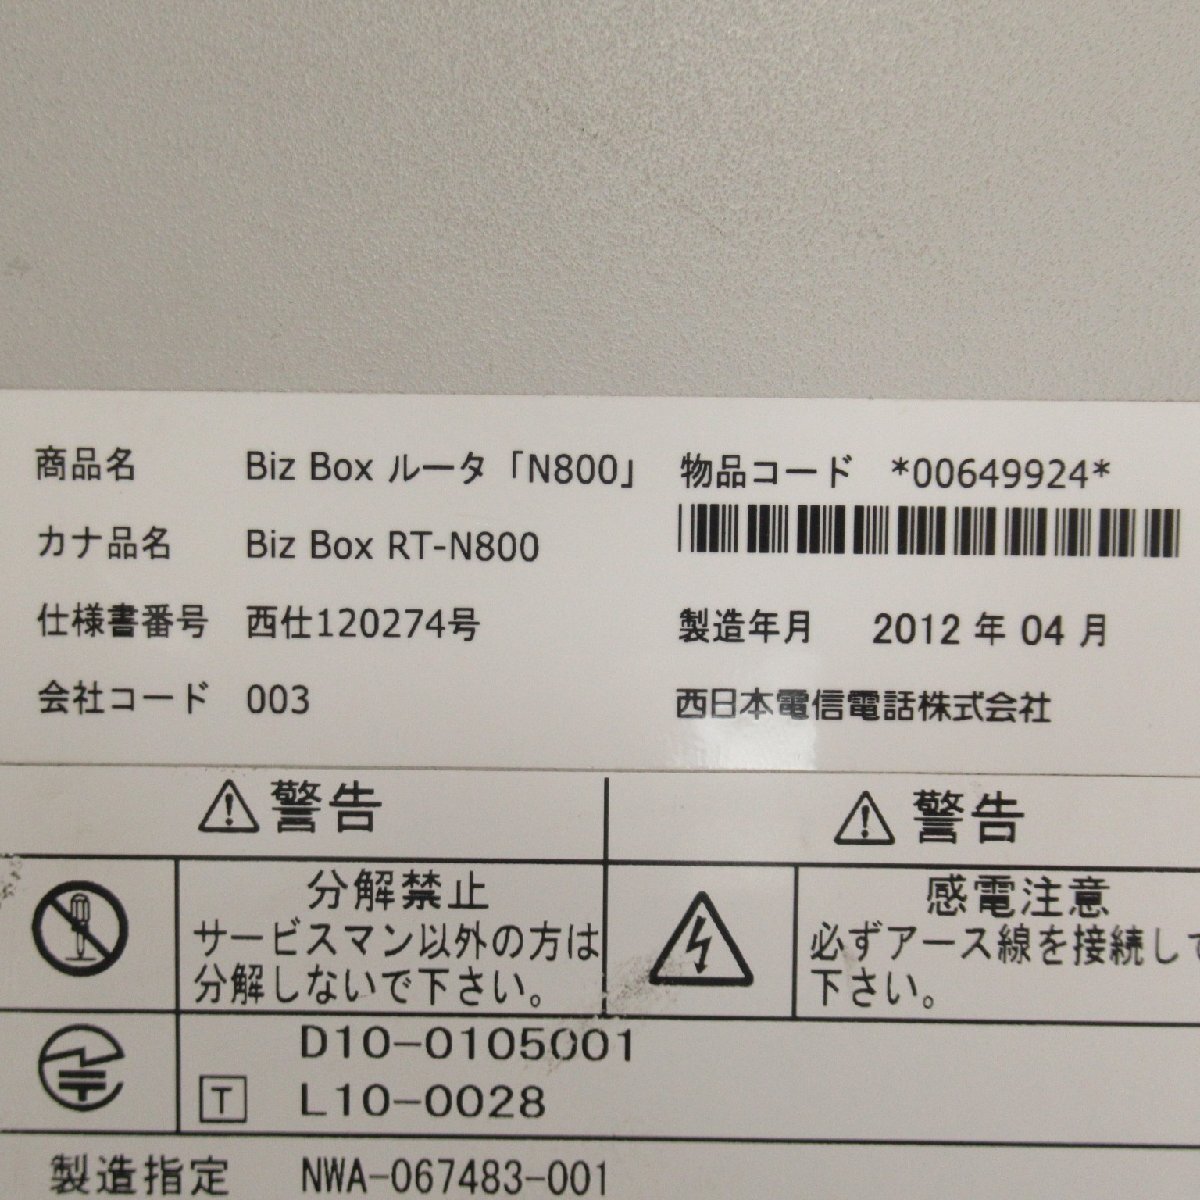 商品名 Biz Box ルータ「N800」 物品コード *00649924*
カナ品名 Biz Box RT-N800
仕様書番号 西仕120274号 製造年月 2012 年 04 月
会社コード 003 西日本電信電話株式会社
警告
分解禁止
サービスマン以外の方は
分解しないで下さい。
警告
感電注意
必ずアース線を接続して
下さい。
D10-0105001
T L10-0028
製造指定 NWA-067483-001